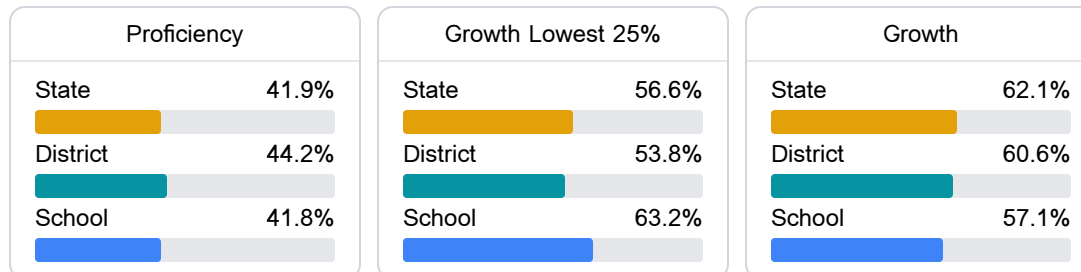 Proficiency
State 41.9%
District 44.2%
School 41.8%
Growth Lowest 25%
State 56.6%
District 53.8%
School 63.2%
Growth
State 62.1%
District 60.6%
School 57.1%